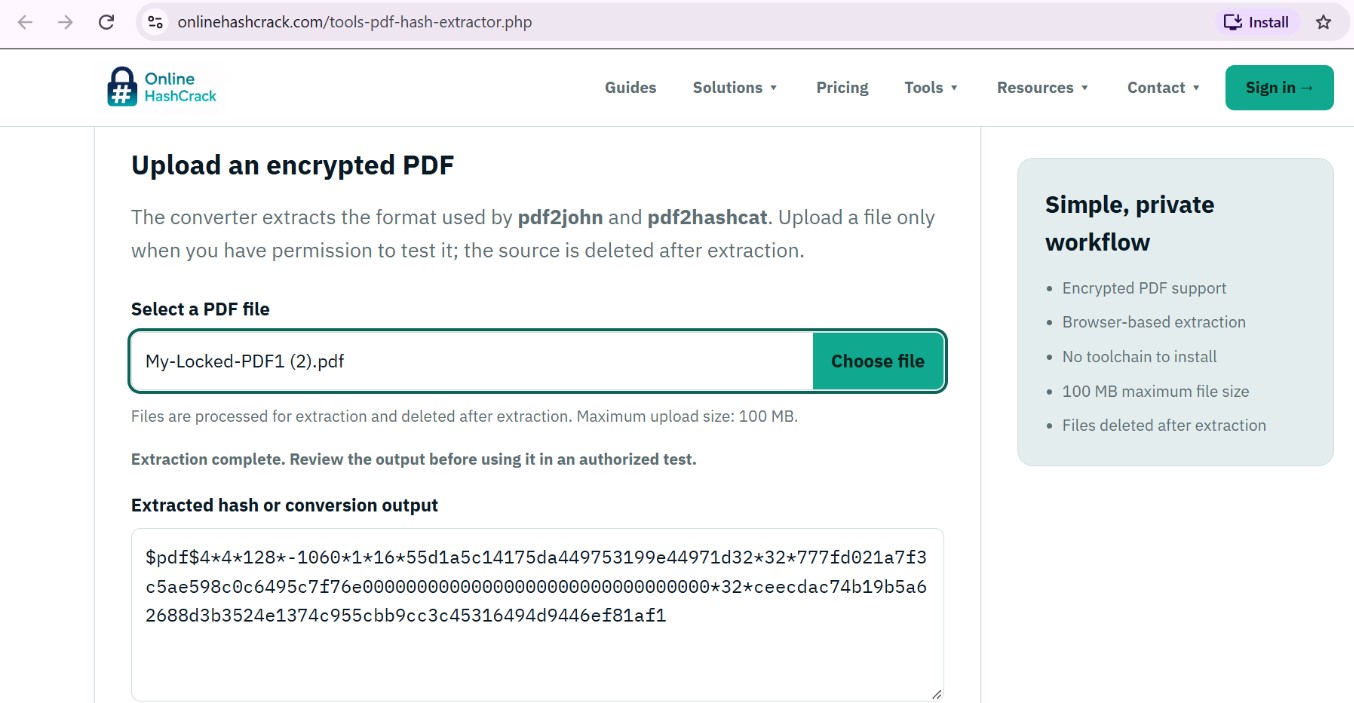 onlinehashcrack.com/tools-pdf-hash-extractor.php
Install
Online
HashCrack
#
Guides
Solutions ▼
Pricing
Tools ▼
Resources ▼
Contact ▼
Sign in →
Upload an encrypted PDF
The converter extracts the format used by pdf2john and pdf2hashcat. Upload a file only
when you have permission to test it; the source is deleted after extraction.
Select a PDF file
My-Locked-PDF1 (2).pdf
Choose file
Files are processed for extraction and deleted after extraction. Maximum upload size: 100 MB.
Extraction complete. Review the output before using it in an authorized test.
Extracted hash or conversion output
$pdf$4*4*128*-1060*1*16*55d1a5c14175da449753199e44971d32*32*777fd021a7f3
c5ae598c0c6495c7f76e00000000000000000000000000000000*32*ceecdac74b19b5a6
2688d3b3524e1374c955cbb9cc3c45316494d9446ef81af1
Simple, private
workflow
• Encrypted PDF support
• Browser-based extraction
• No toolchain to install
• 100 MB maximum file size
• Files deleted after extraction